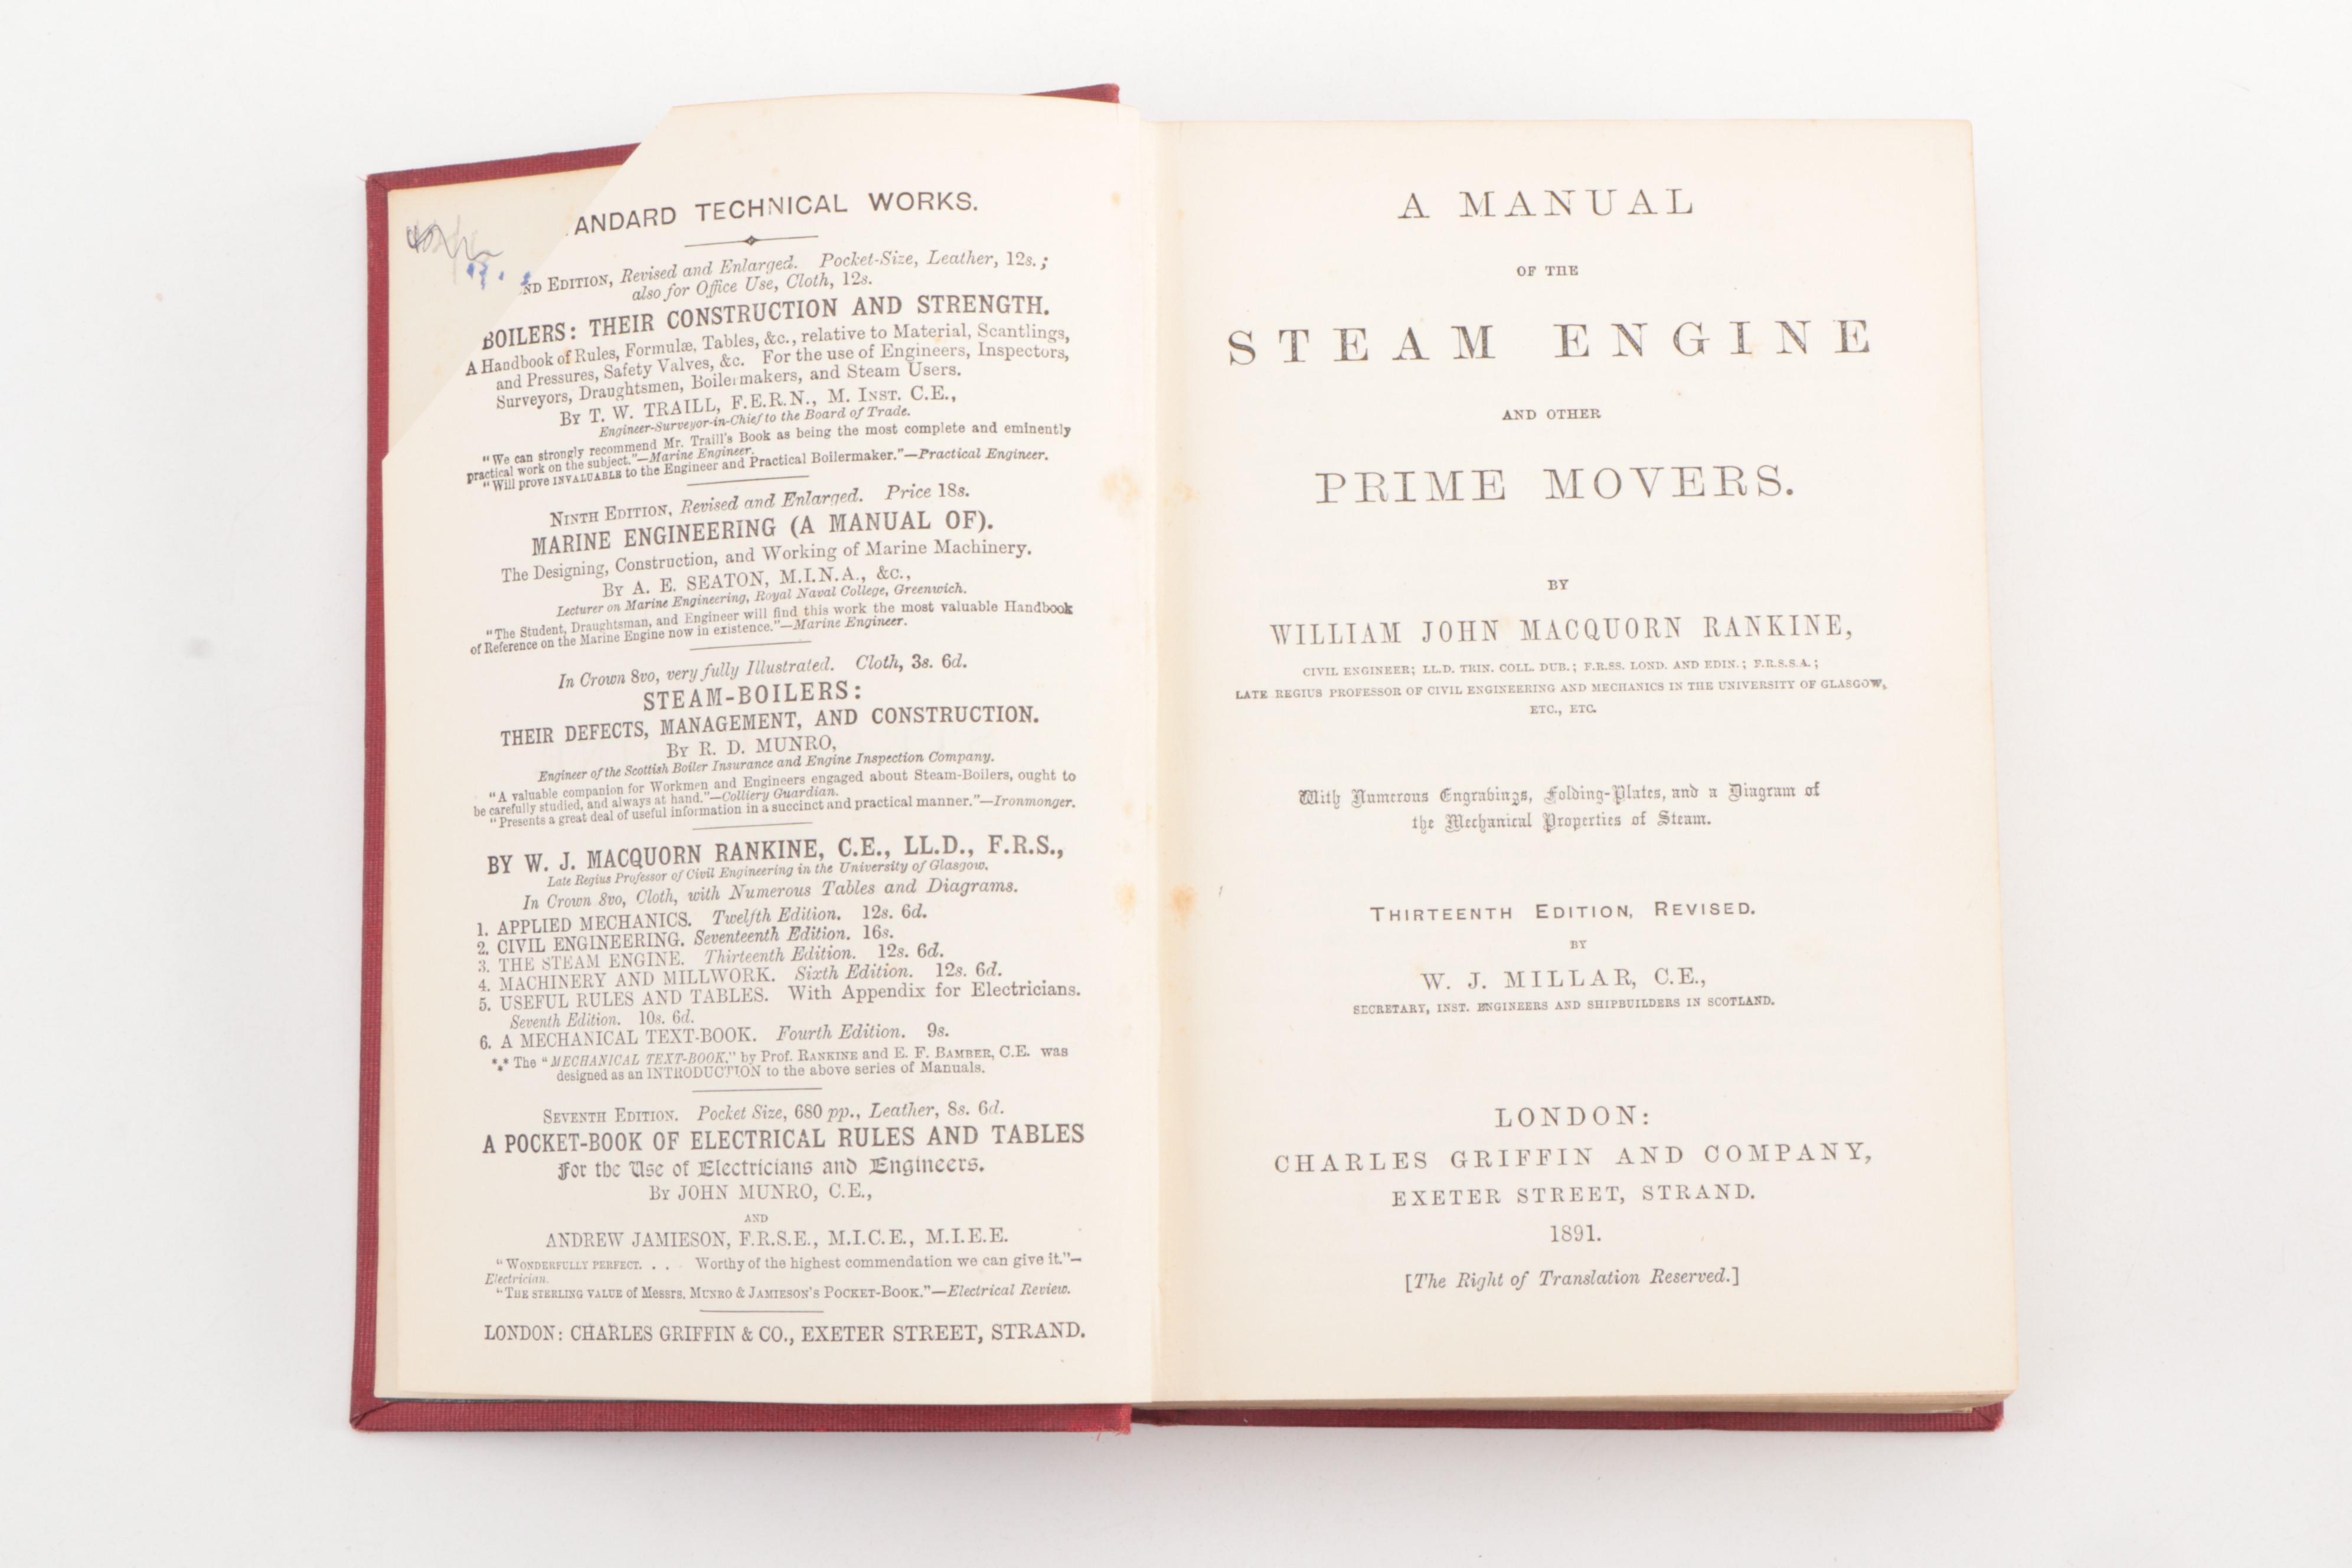 ANDARD TECHNICAL WORKS.
ND EDITION, Revised and Enlarged. Pocket-Size, Leather, 12s.;
also for Office Use, Cloth, 12s.
BOILERS: THEIR CONSTRUCTION AND STRENGTH.
A Handbook of Rules, Formulæ, Tables, &c., relative to Material, Scantlings,
and Pressures, Safety Valves, &c. For the use of Engineers, Inspectors,
Surveyors, Draughtsmen, Boilermakers, and Steam Users.
BY T. W. TRAILL, F.E.R.N., M. INST. C.E.,
Engineer-Surveyor-in-Chief to the Board of Trade.
"We can strongly recommend Mr. Traill's Book as being the most complete and eminently
practical work on the subject."—Marine Engineer.
"Will prove INVALUABLE to the Engineer and Practical Boilermaker."—Practical Engineer.
NINTH EDITION, Revised and Enlarged. Price 18s.
MARINE ENGINEERING (A MANUAL OF).
The Designing, Construction, and Working of Marine Machinery.
BY A. E. SEATON, M.I.N.A., &c.,
Lecturer on Marine Engineering, Royal Naval College, Greenwich.
"The Student, Draughtsman, and Engineer will find this work the most valuable Handbook
of Reference on the Marine Engine now in existence."—Marine Engineer.
In Crown 8vo, very fully Illustrated. Cloth, 3s. 6d.
STEAM-BOILERS:
THEIR DEFECTS, MANAGEMENT, AND CONSTRUCTION.
BY R. D. MUNRO,
Engineer of the Scottish Boiler Insurance and Engine Inspection Company.
"A valuable companion for Workmen and Engineers engaged about Steam-Boilers, ought to
be carefully studied, and always at hand."—Colliery Guardian.
"Presents a great deal of useful information in a succinct and practical manner."—Ironmonger.
BY W. J. MACQUORN RANKINE, C.E., LL.D., F.R.S.,
Late Regius Professor of Civil Engineering in the University of Glasgow.
In Crown 8vo, Cloth, with Numerous Tables and Diagrams.
1. APPLIED MECHANICS. Twelfth Edition. 12s. 6d.
2. CIVIL ENGINEERING. Seventeenth Edition. 16s.
3. THE STEAM ENGINE. Thirteenth Edition. 12s. 6d.
4. MACHINERY AND MILLWORK. Sixth Edition. 12s. 6d.
5. USEFUL RULES AND TABLES. With Appendix for Electricians.
Seventh Edition. 10s. 6d.
6. A MECHANICAL TEXT-BOOK. Fourth Edition. 9s.
*** The "MECHANICAL TEXT-BOOK," by Prof. RANKINE and E. F. BAMBER, C.E. was
designed as an INTRODUCTION to the above series of Manuals.
SEVENTH EDITION. Pocket Size, 680 pp., Leather, 8s. 6d.
A POCKET-BOOK OF ELECTRICAL RULES AND TABLES
For the Use of Electricians and Engineers.
BY JOHN MUNRO, C.E.,
AND
ANDREW JAMIESON, F.R.S.E., M.I.C.E., M.I.E.E.
"WONDERFULLY PERFECT. . . Worthy of the highest commendation we can give it."—
Electrician.
"THE STERLING VALUE of Messrs. MUNRO & JAMIESON'S POCKET-BOOK."—Electrical Review.
LONDON: CHARLES GRIFFIN & CO., EXETER STREET, STRAND.
A MANUAL
OF THE
STEAM ENGINE
AND OTHER
PRIME MOVERS.
BY
WILLIAM JOHN MACQUORN RANKINE,
CIVIL ENGINEER; LL.D. TRIN. COLL. DUB.; F.R.SS. LOND. AND EDIN.; F.R.S.S.A.;
LATE REGIUS PROFESSOR OF CIVIL ENGINEERING AND MECHANICS IN THE UNIVERSITY OF GLASGOW,
ETC., ETC.
With Numerous Engravings, Folding-Plates, and a Diagram of
the Mechanical Properties of Steam.
THIRTEENTH EDITION, REVISED.
BY
W. J. MILLAR, C.E.,
SECRETARY, INST. ENGINEERS AND SHIPBUILDERS IN SCOTLAND.
LONDON:
CHARLES GRIFFIN AND COMPANY,
EXETER STREET, STRAND.
1891.
[The Right of Translation Reserved.]